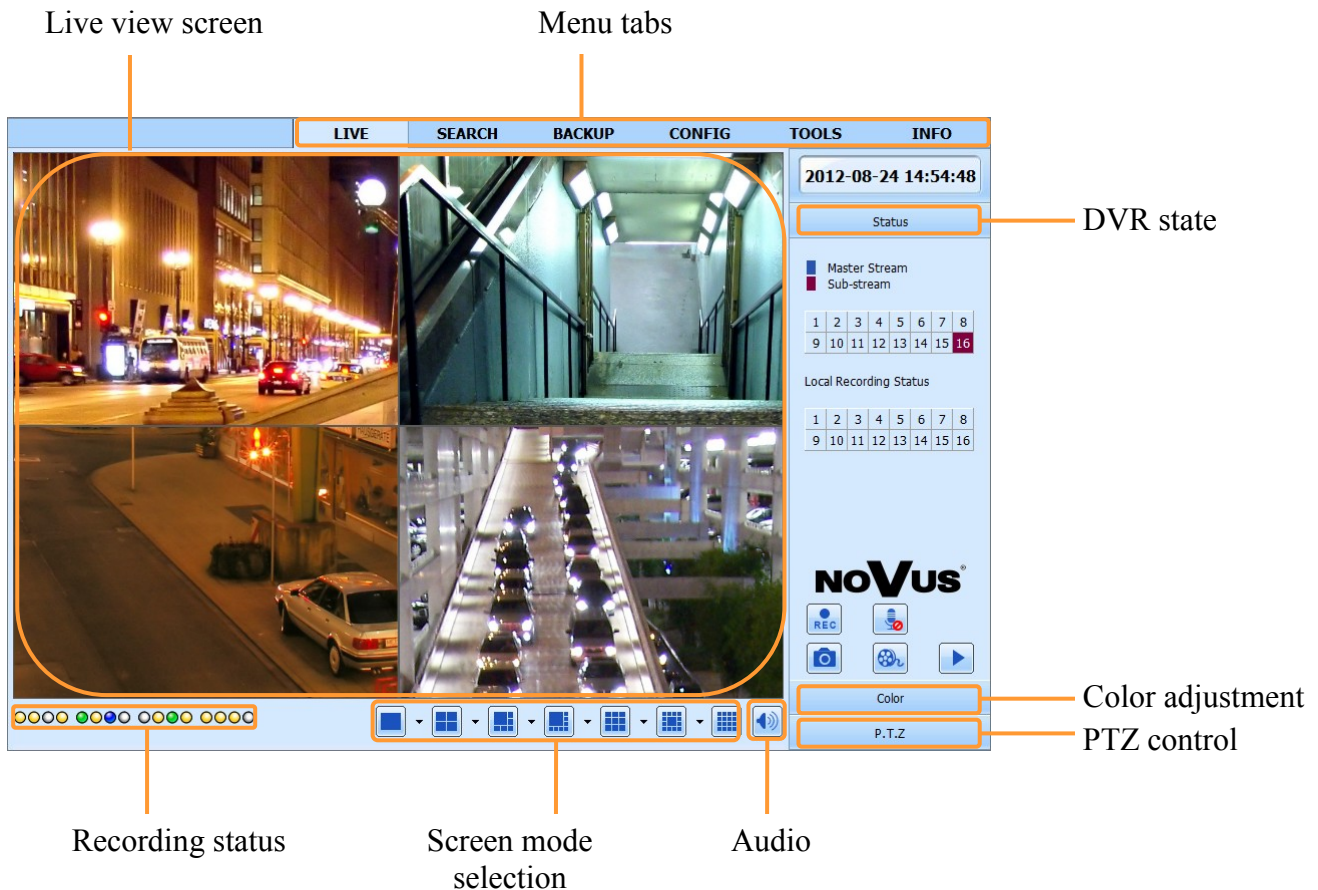 Live view screen
Menu tabs
LIVE SEARCH BACKUP CONFIG TOOLS INFO
2012-08-24 14:54:48
Status
DVR state
Master Stream
Sub-stream
1 2 3 4 5 6 7 8
9 10 11 12 13 14 15 16
Local Recording Status
1 2 3 4 5 6 7 8
9 10 11 12 13 14 15 16
NOVUS®
REC
Color
Color adjustment
P.T.Z
PTZ control
Recording status
Screen mode
selection
Audio